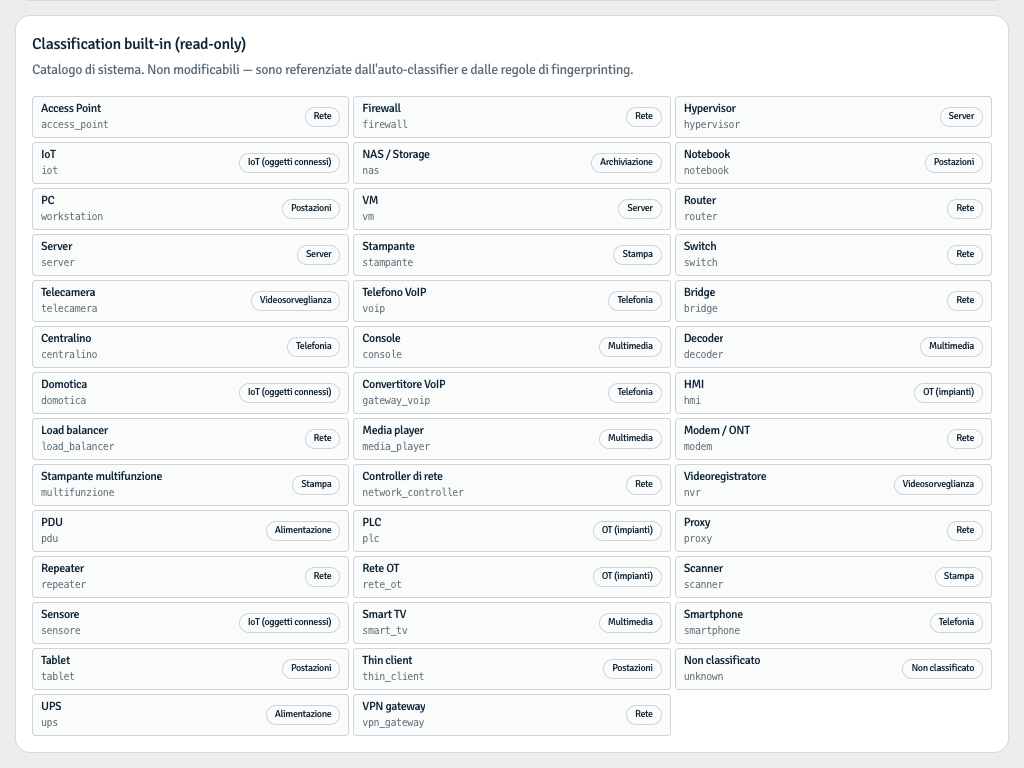 Classification built-in (read-only)
Catalogo di sistema. Non modificabili — sono referenziate dall'auto-classifier e dalle regole di fingerprinting.
Access Point
access_point
Rete
Firewall
firewall
Rete
Hypervisor
hypervisor
Server
IoT
iot
IoT (oggetti connessi)
NAS / Storage
nas
Archiviazione
Notebook
notebook
Postazioni
PC
workstation
Postazioni
VM
vm
Server
Router
router
Rete
Server
server
Server
Stampante
stampante
Stampa
Switch
switch
Rete
Telecamera
telecamera
Videosorveglianza
Telefono VoIP
voip
Telefonia
Bridge
bridge
Rete
Centralino
centralino
Telefonia
Console
console
Multimedia
Decoder
decoder
Multimedia
Domotica
domotica
IoT (oggetti connessi)
Convertitore VoIP
gateway_voip
Telefonia
HMI
hmi
OT (impianti)
Load balancer
load_balancer
Rete
Media player
media_player
Multimedia
Modem / ONT
modem
Rete
Stampante multifunzione
multifunzione
Stampa
Controller di rete
network_controller
Rete
Videoregistratore
nvr
Videosorveglianza
PDU
pdu
Alimentazione
PLC
plc
OT (impianti)
Proxy
proxy
Rete
Repeater
repeater
Rete
Rete OT
rete_ot
OT (impianti)
Scanner
scanner
Stampa
Sensore
sensore
IoT (oggetti connessi)
Smart TV
smart_tv
Multimedia
Smartphone
smartphone
Telefonia
Tablet
tablet
Postazioni
Thin client
thin_client
Postazioni
Non classificato
unknown
Non classificato
UPS
ups
Alimentazione
VPN gateway
vpn_gateway
Rete